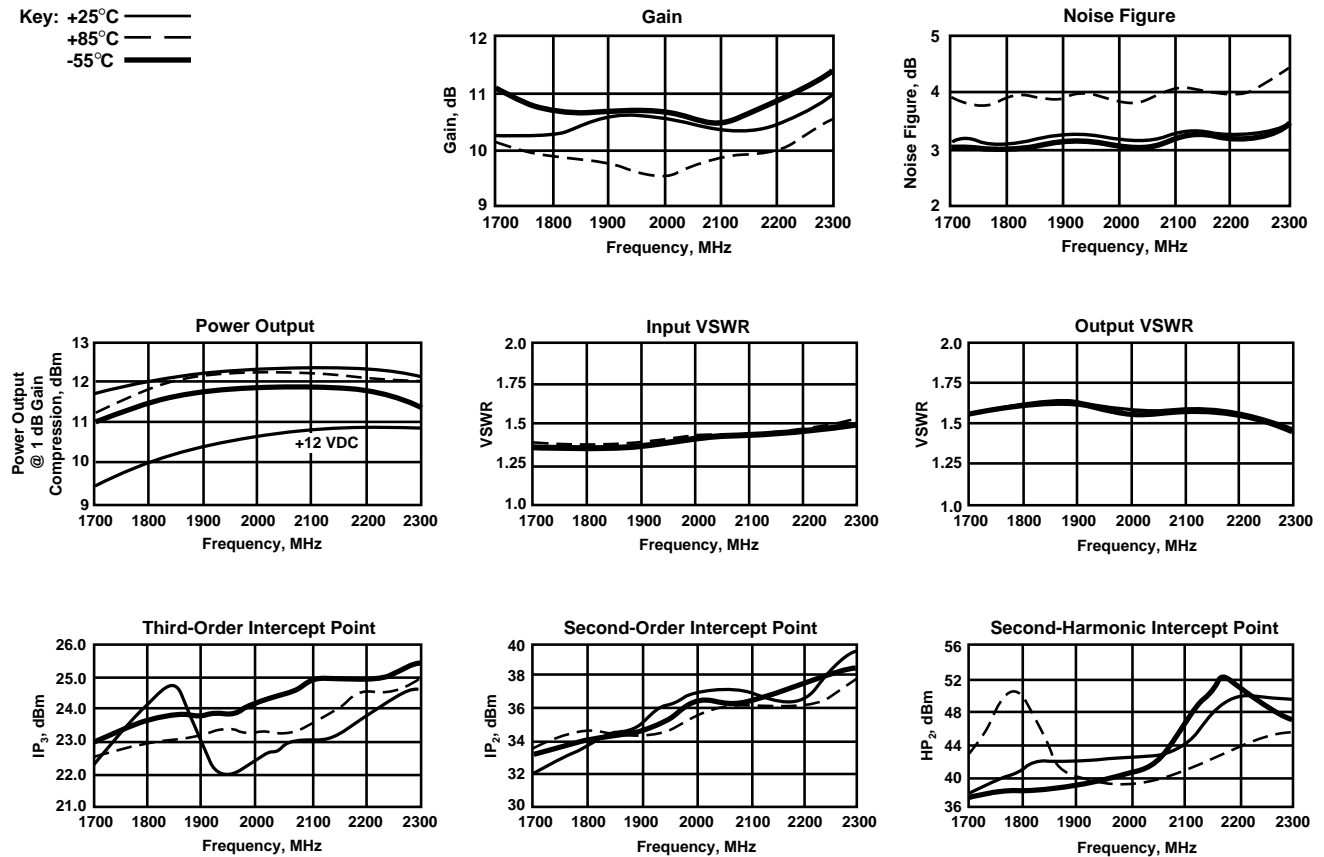 Key: +25°C
+85°C
-55°C
Gain
12
11
10
9
Gain, dB
1700 1800 1900 2000 2100 2200 2300
Frequency, MHz
Noise Figure
5
4
3
2
Noise Figure, dB
1700 1800 1900 2000 2100 2200 2300
Frequency, MHz
Power Output
13
12
11
10
9
Power Output
@ 1 dB Gain
Compression, dBm
+12 VDC
1700 1800 1900 2000 2100 2200 2300
Frequency, MHz
Input VSWR
2.0
1.75
1.5
1.25
1.0
VSWR
1700 1800 1900 2000 2100 2200 2300
Frequency, MHz
Output VSWR
2.0
1.75
1.5
1.25
1.0
VSWR
1700 1800 1900 2000 2100 2200 2300
Frequency, MHz
Third-Order Intercept Point
26.0
25.0
24.0
23.0
22.0
21.0
IP3, dBm
1700 1800 1900 2000 2100 2200 2300
Frequency, MHz
Second-Order Intercept Point
40
38
36
34
32
30
IP2, dBm
1700 1800 1900 2000 2100 2200 2300
Frequency, MHz
Second-Harmonic Intercept Point
56
52
48
44
40
36
HP2, dBm
1700 1800 1900 2000 2100 2200 2300
Frequency, MHz